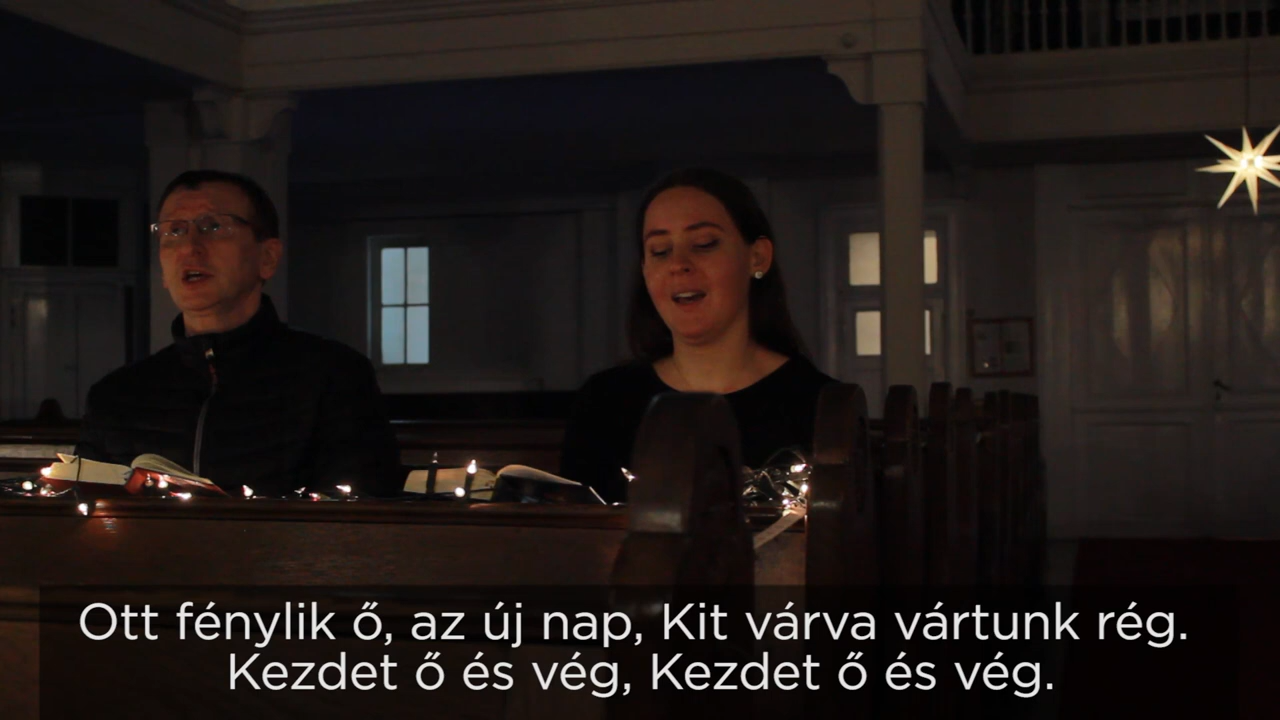 Ott fénylik ő, az új nap, Kit várva vártunk rég.
Kezdet ő és vég, Kezdet ő és vég.